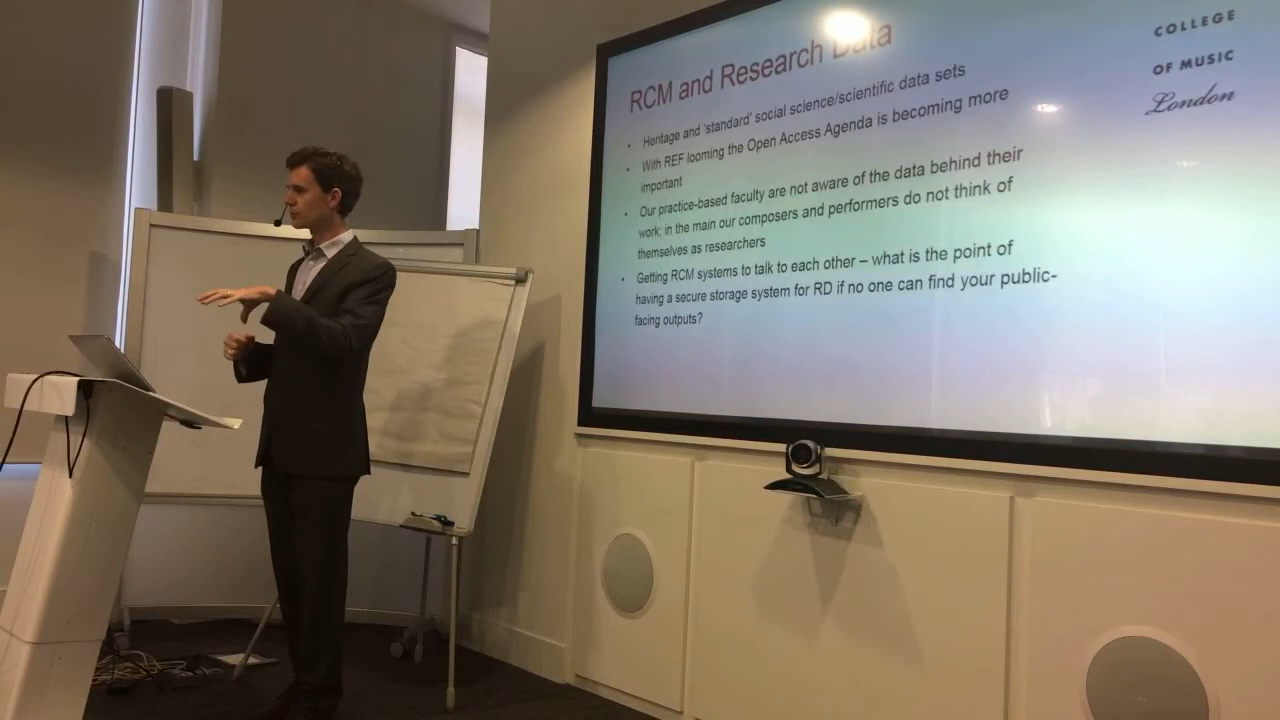 RCM and Research Data
• Heritage and 'standard' social science/scientific data sets
• With REF looming the Open Access Agenda is becoming more
important
• Our practice-based faculty are not aware of the data behind their
work; in the main our composers and performers do not think of
themselves as researchers
• Getting RCM systems to talk to each other – what is the point of
having a secure storage system for RD if no one can find your public-
facing outputs?
COLLEGE
OF MUSIC
London